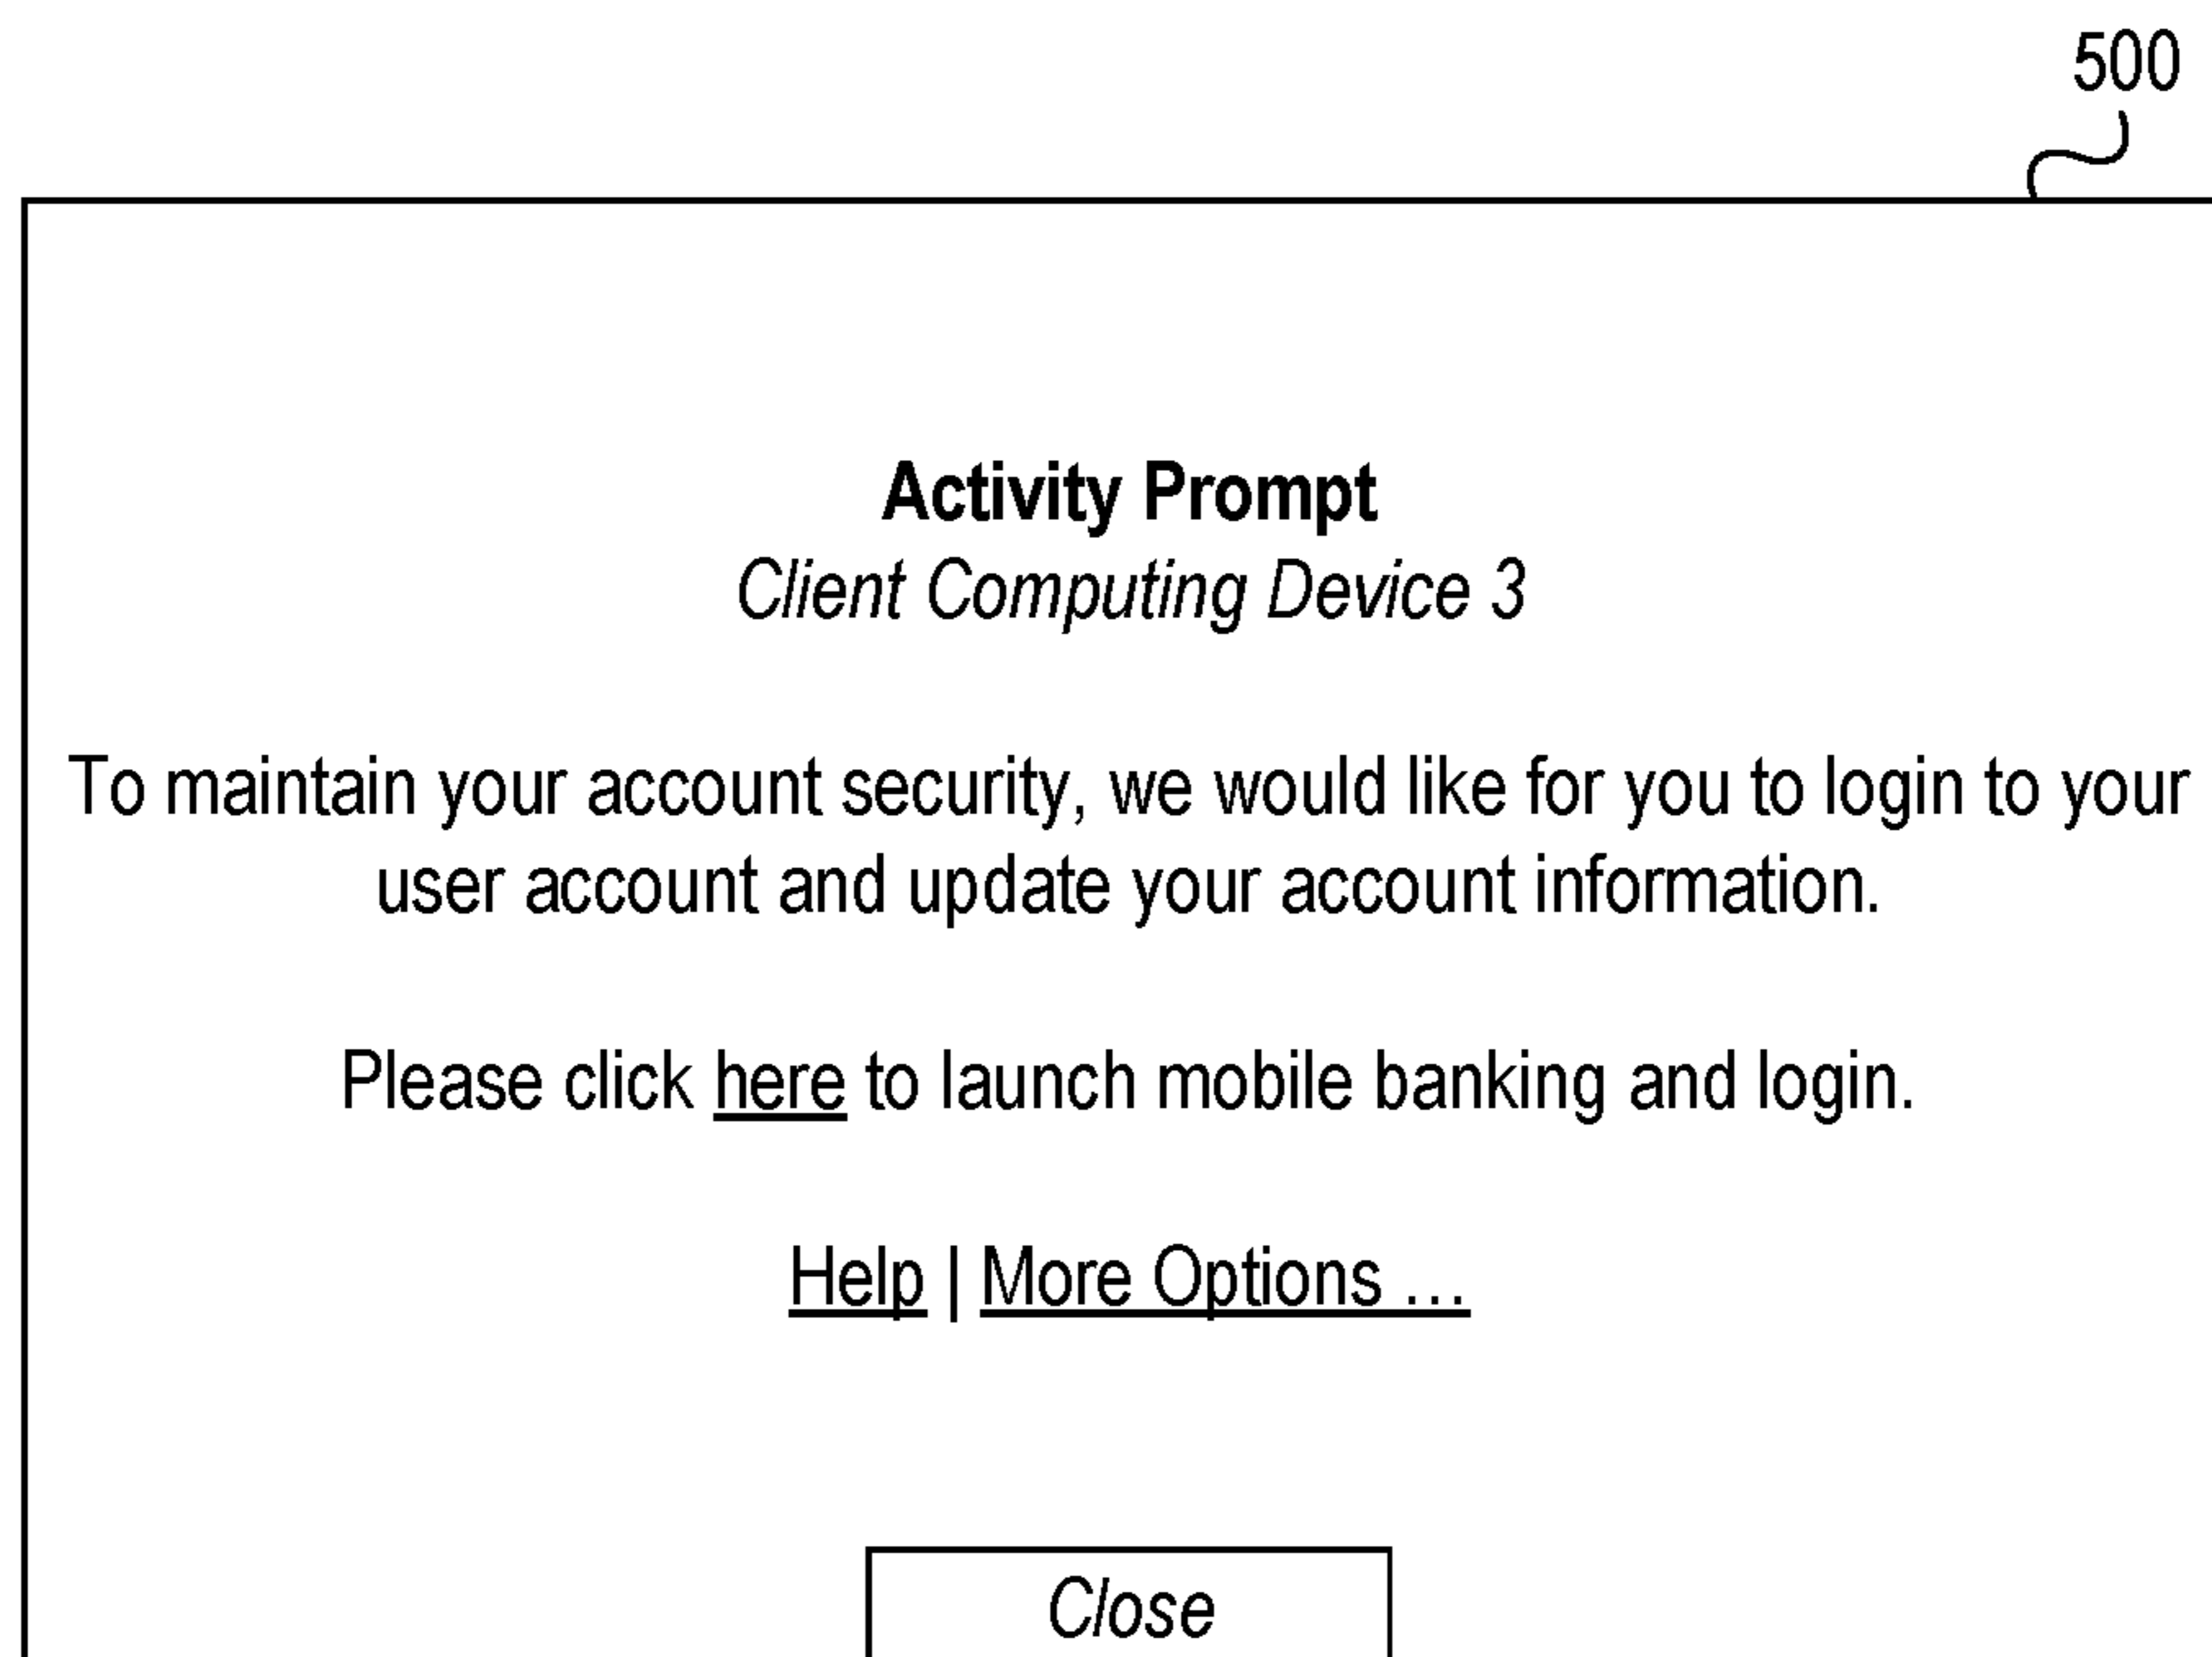 500
Activity Prompt
Client Computing Device 3
To maintain your account security, we would like for you to login to your
user account and update your account information.
Please click here to launch mobile banking and login.
Help | More Options ...
Close